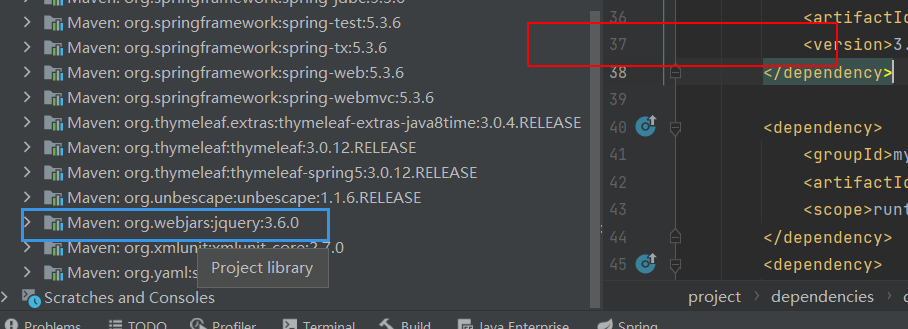 Maven: org.springframework:spring-jdbc:5.3.6
Maven: org.springframework:spring-test:5.3.6
Maven: org.springframework:spring-tx:5.3.6
Maven: org.springframework:spring-web:5.3.6
Maven: org.springframework:spring-webmvc:5.3.6
Maven: org.thymeleaf.extras:thymeleaf-extras-java8time:3.0.4.RELEASE
Maven: org.thymeleaf:thymeleaf:3.0.12.RELEASE
Maven: org.thymeleaf:thymeleaf-spring5:3.0.12.RELEASE
Maven: org.unbescape:unbescape:1.1.6.RELEASE
Maven: org.webjars:jquery:3.6.0
Maven: org.xmlunit:xmlunit-core:2.7.0
Maven: org.yaml:s
Project library
Scratches and Consoles
36 <artifactId
37 <version>3.
38 </dependency>
39
40 <dependency>
41 <groupId>my
42 <artifactId
43 <scope>runt
44 </dependency>
45 <dependency>
project › dependencies ›
Problems TODO Profiler Terminal Build Java Enterprise Spring